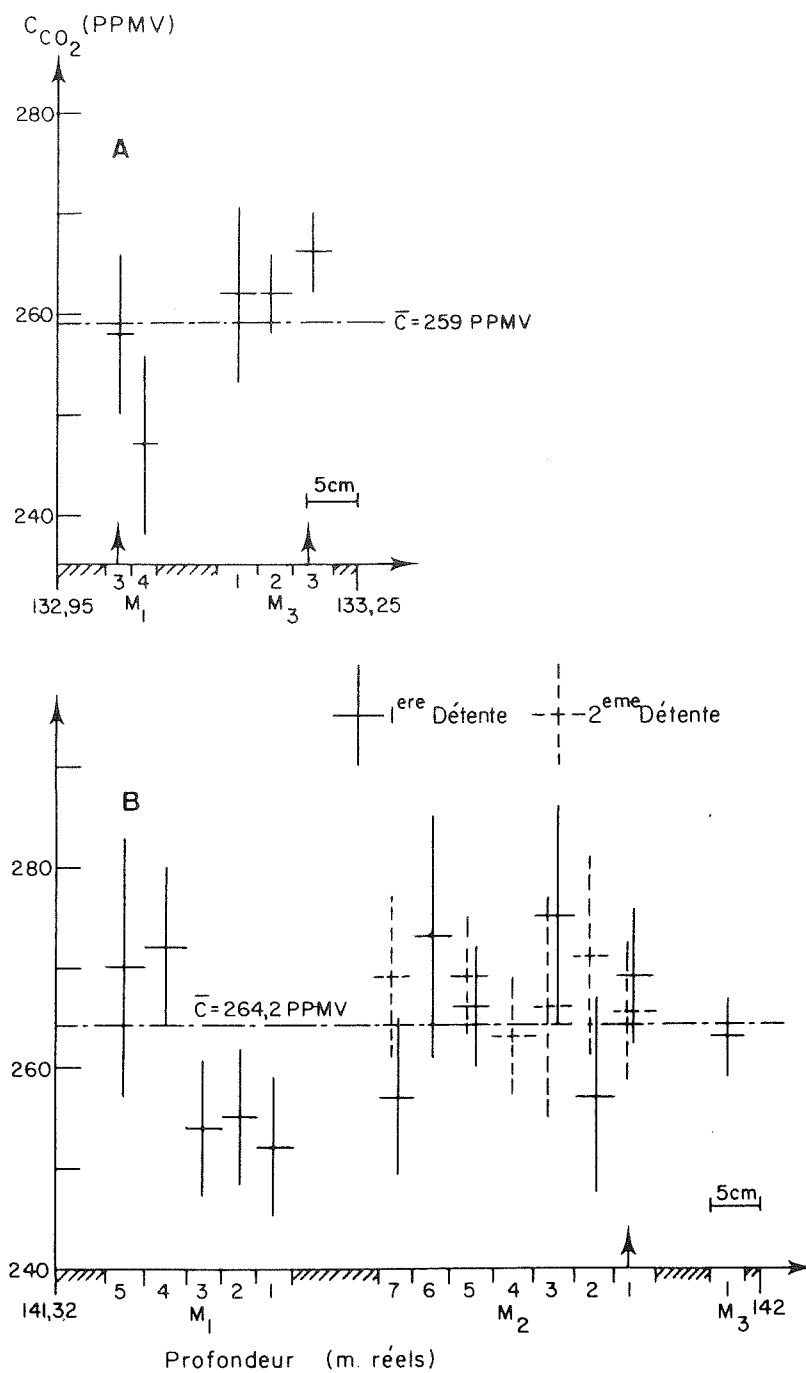 C_CO2 (PPMV)
280
A
260
C̄ = 259 PPMV
5cm
240
3 4 1 2 3
M1 M3
132,95 133,25
1ere Détente 2eme Détente
B
280
C̄ = 264,2 PPMV
260
5cm
240
5 4 3 2 1 7 6 5 4 3 2 1 1
141,32 M1 M2 M3 142
Profondeur (m. réels)